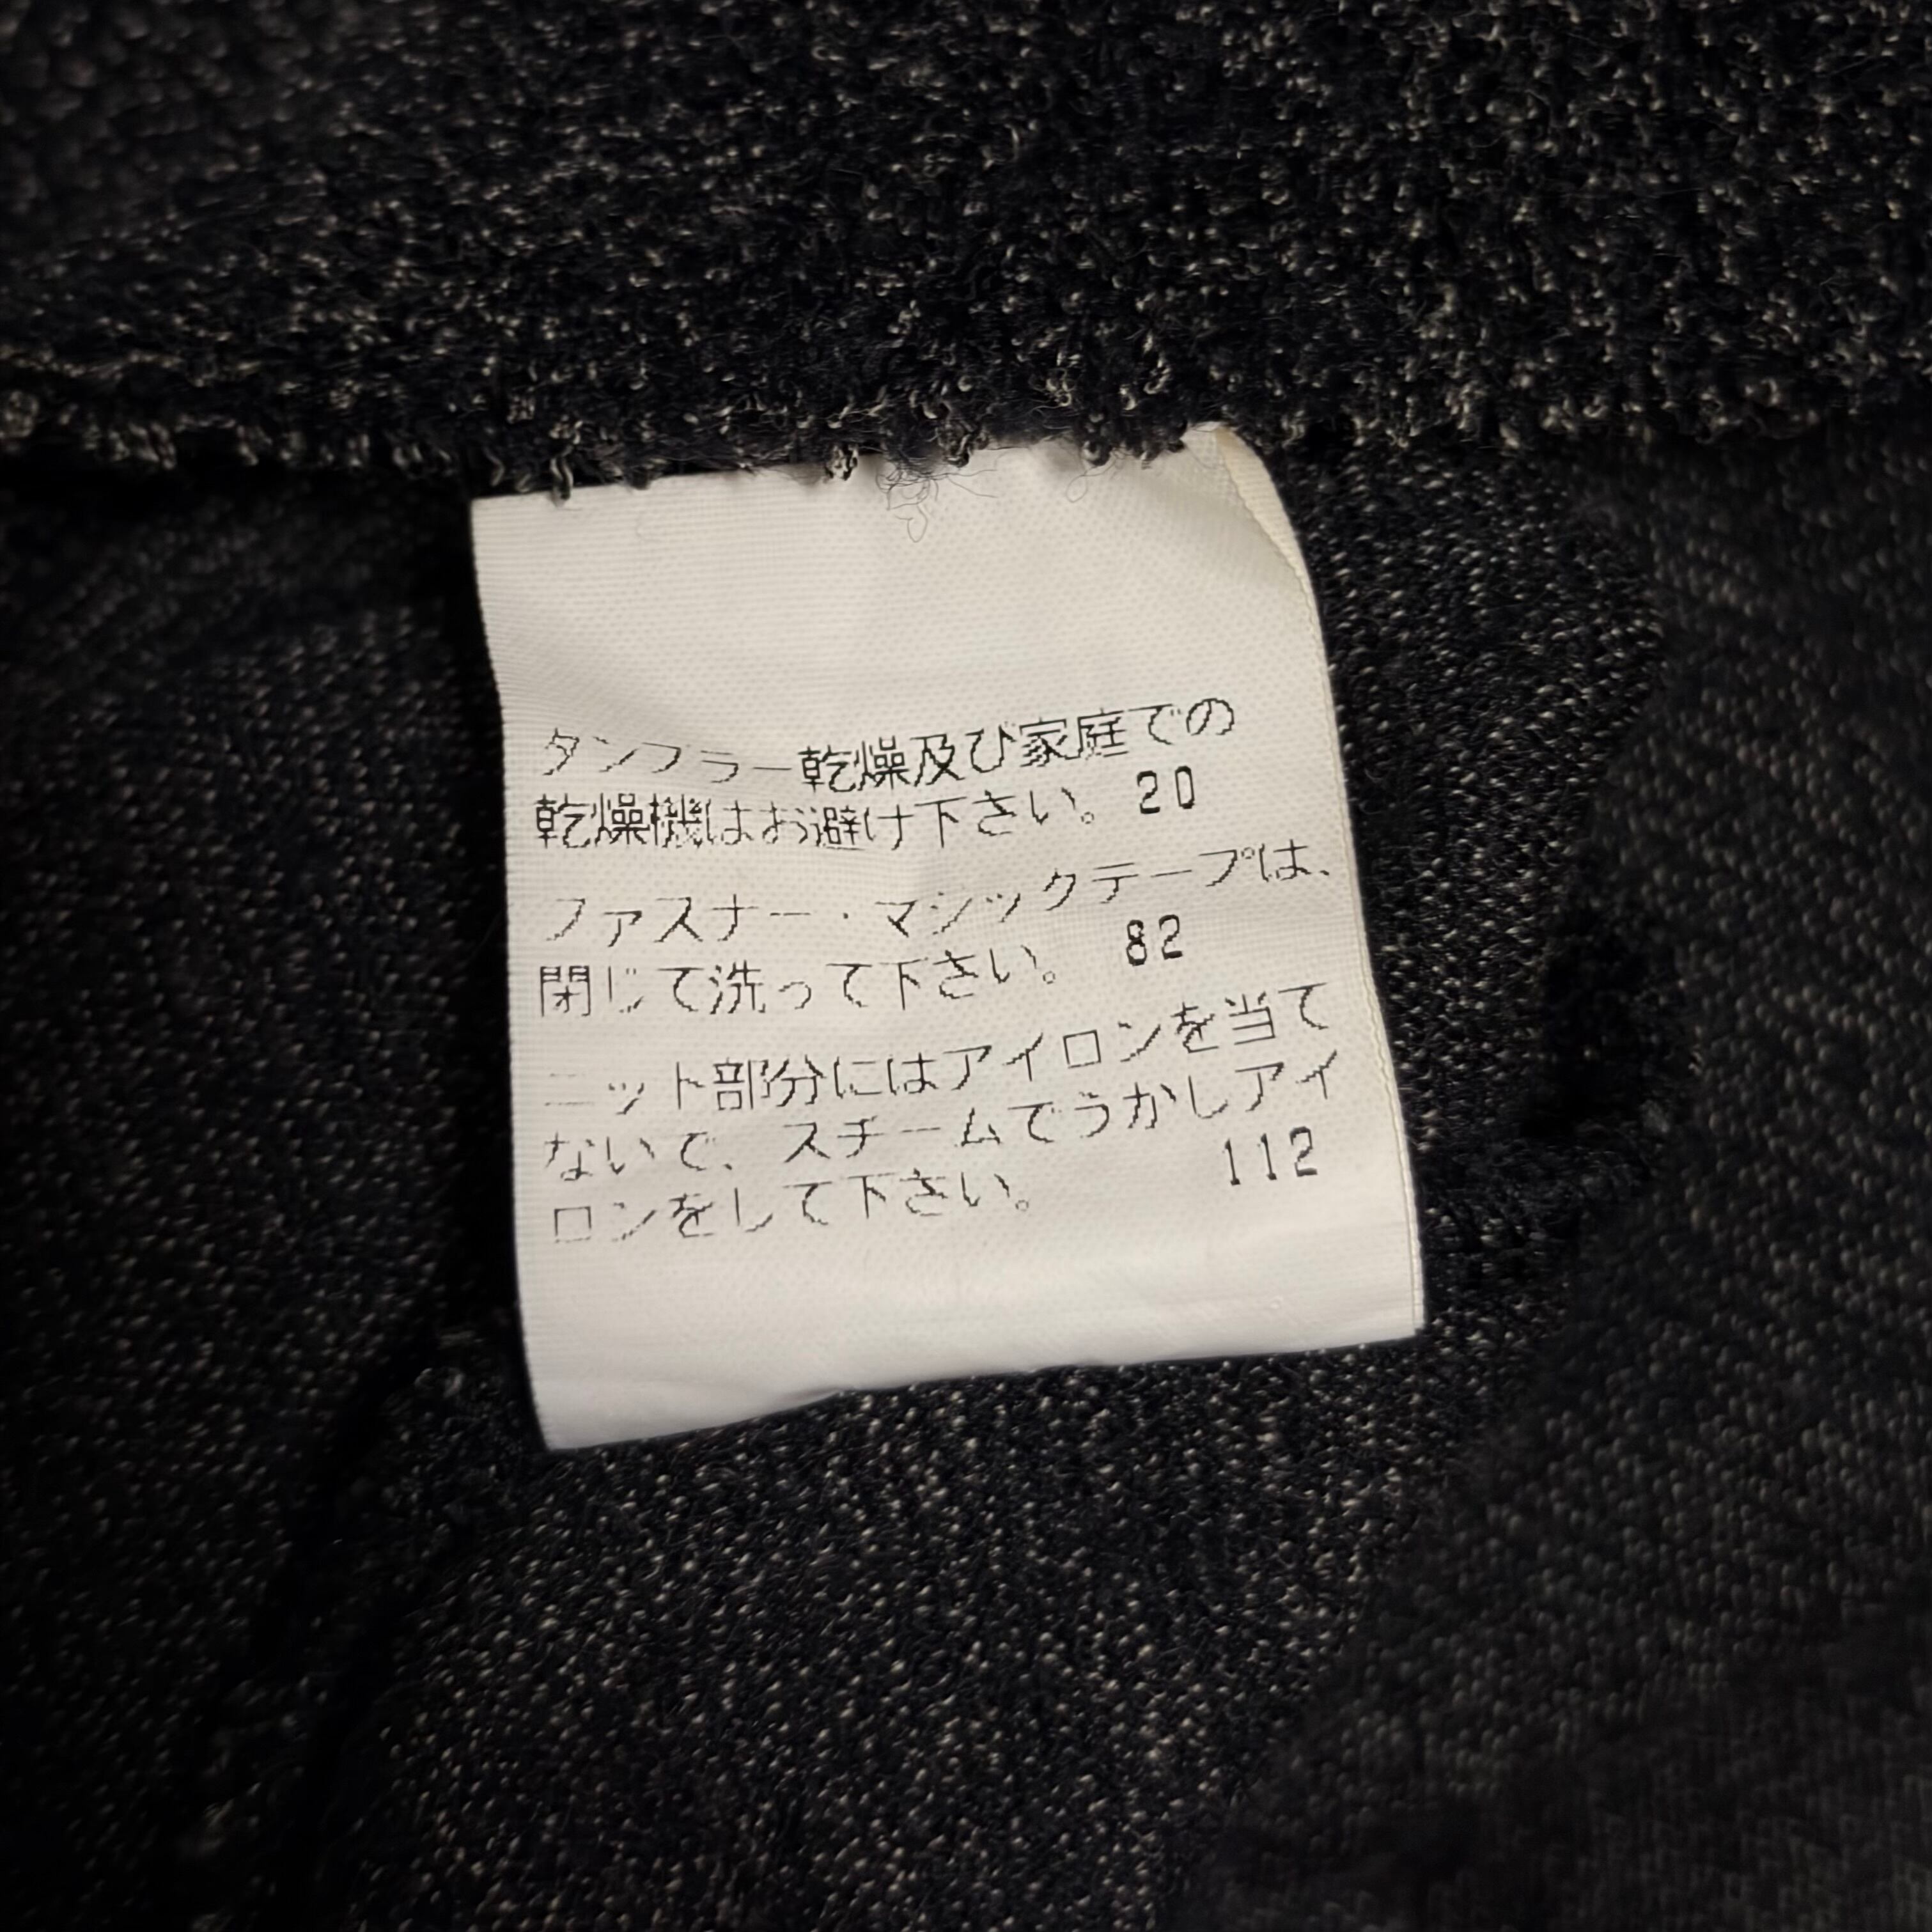 タンブラー乾燥及び家庭での
乾燥機はお避け下さい。20
ファスナー・マジックテープは、
閉じて洗って下さい。 82
ニット部分にはアイロンを当て
ないで、スチームでうかしアイ
ロンをして下さい。 112